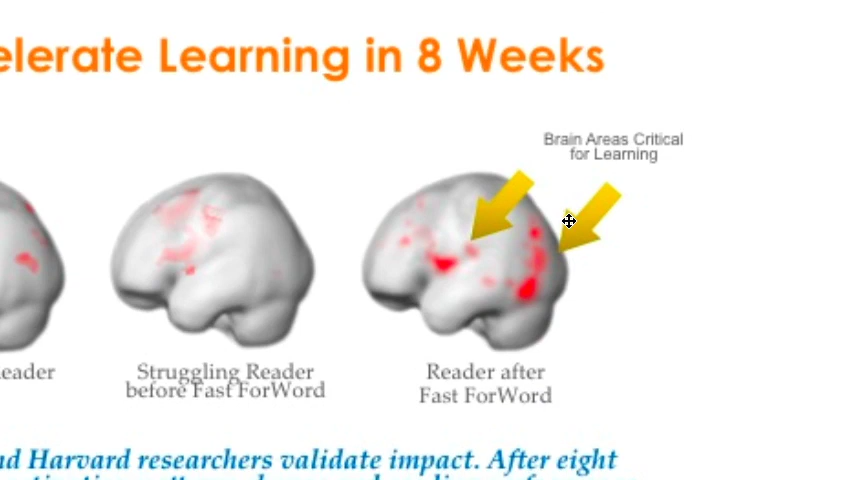 elerate Learning in 8 Weeks
Brain Areas Critical
for Learning
eader
Struggling Reader
before Fast ForWord
Reader after
Fast ForWord
nd Harvard researchers validate impact. After eight